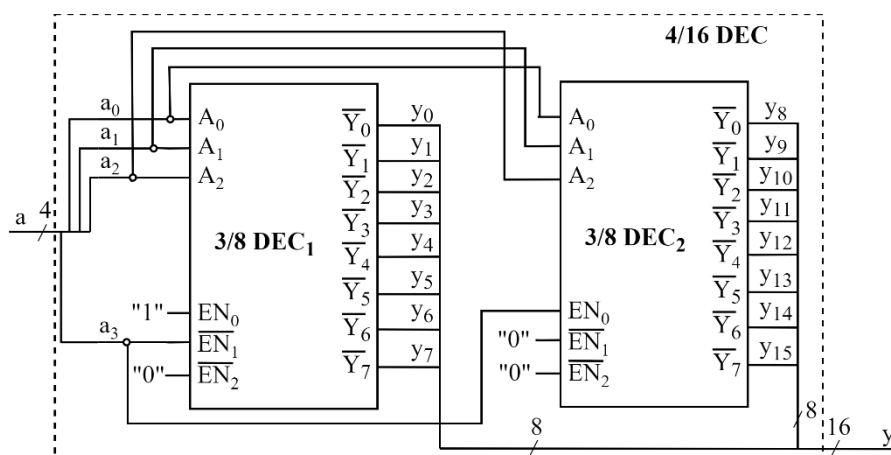 4/16 DEC
a
4
a₀
a₁
a₂
a₃
A₀
A₁
A₂
3/8 DEC₁
"1"
EN₀
E̅N̅₁
"0"
E̅N̅₂
Y̅₀
Y̅₁
Y̅₂
Y̅₃
Y̅₄
Y̅₅
Y̅₆
Y̅₇
y₀
y₁
y₂
y₃
y₄
y₅
y₆
y₇
A₀
A₁
A₂
3/8 DEC₂
EN₀
"0"
E̅N̅₁
"0"
E̅N̅₂
Y̅₀
Y̅₁
Y̅₂
Y̅₃
Y̅₄
Y̅₅
Y̅₆
Y̅₇
y₈
y₉
y₁₀
y₁₁
y₁₂
y₁₃
y₁₄
y₁₅
8
8
16
y